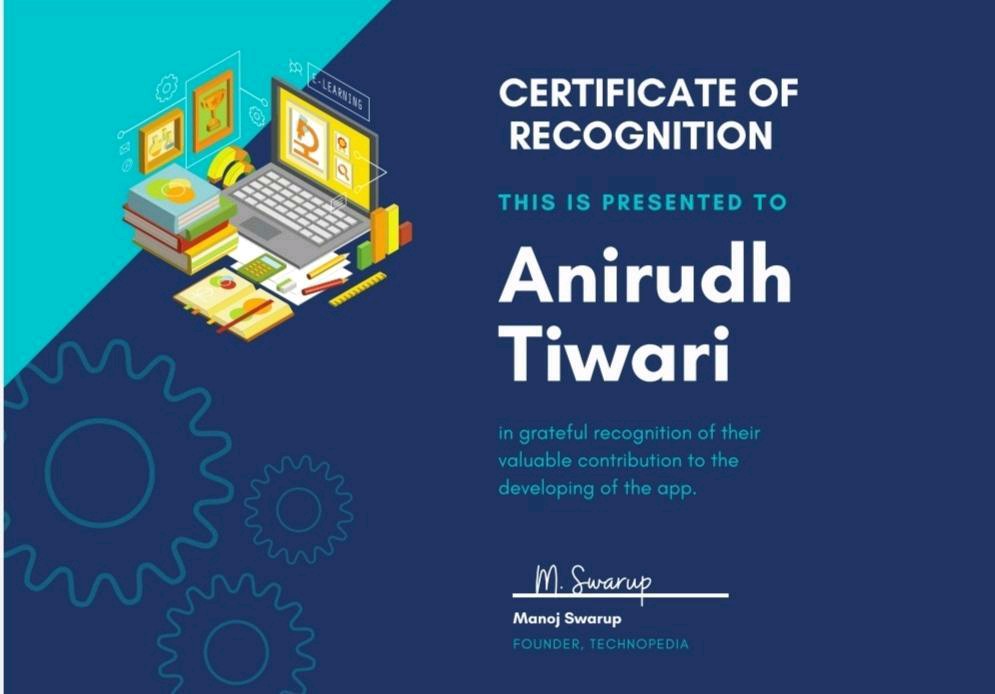 E-LEARNING
CERTIFICATE OF
RECOGNITION
THIS IS PRESENTED TO
Anirudh
Tiwari
in grateful recognition of their
valuable contribution to the
developing of the app.
M. Swarup
Manoj Swarup
FOUNDER, TECHNOPEDIA